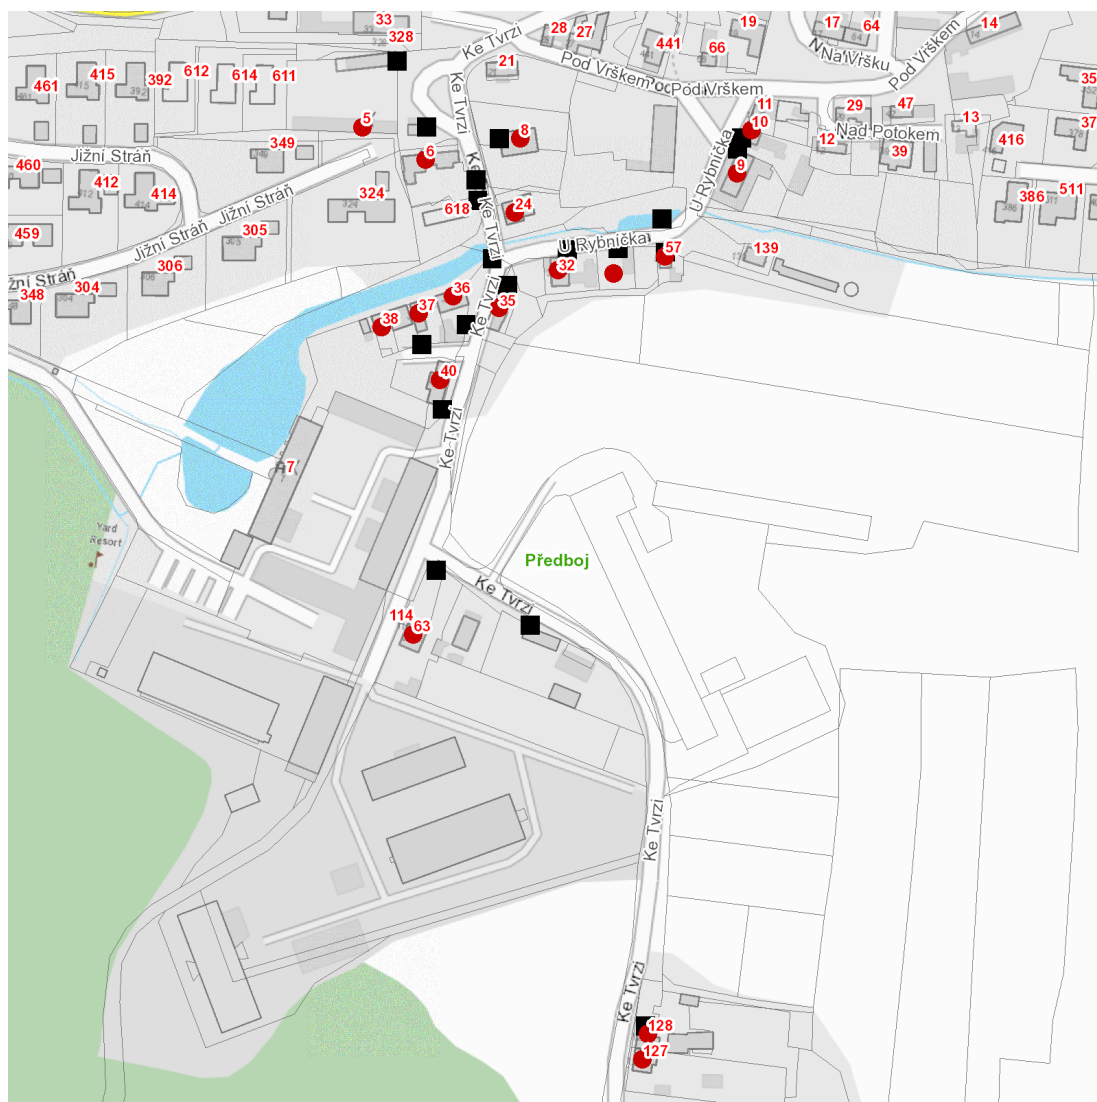 33
328
28
27
19
17
64
14
Ke Tvrzi
441
66
Na Vršku
461
415
392
612
614
611
21
Pod Vrškem
Pod Vrškem
Pod Vrškem
35
Ke Tvrzi
5
8
11
10
29
47
13
37
Jižní Stráň
349
6
U Rybníčka
12
Nad Potokem
39
416
460
412
414
324
618
24
9
386
511
Jižní Stráň
Jižní Stráň
Ke Tvrzi
459
305
U Rybníčka
57
139
306
32
348
304
36
37
38
35
Ke Tvrzi
40
Ke Tvrzi
7
Yard
Resort
Předboj
Ke Tvrzi
114
63
Ke Tvrzi
Ke Tvrzi
128
127